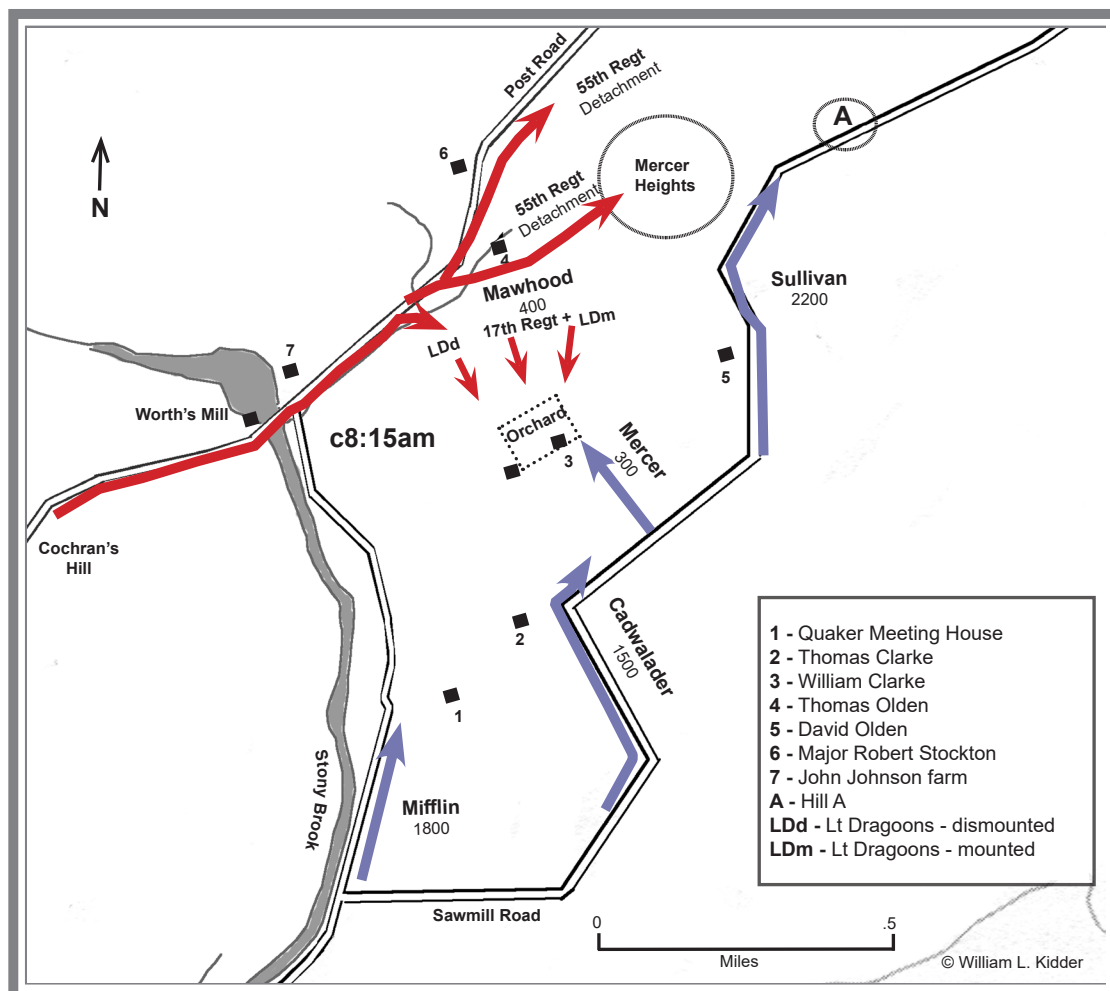 Post Road
55th Regt
Detachment
A
6
Mercer
Heights
N
55th Regt
Detachment
4
Sullivan
2200
Mawhood
400
17th Regt + LDm
LDd
7
5
Worth's Mill
Orchard
c8:15am
3
Mercer
300
Cochran's
Hill
Cadwalader
1500
2
1
Stony Brook
Mifflin
1800
Sawmill Road
1 - Quaker Meeting House
2 - Thomas Clarke
3 - William Clarke
4 - Thomas Olden
5 - David Olden
6 - Major Robert Stockton
7 - John Johnson farm
A - Hill A
LDd - Lt Dragoons - dismounted
LDm - Lt Dragoons - mounted
0
.5
Miles
© William L. Kidder